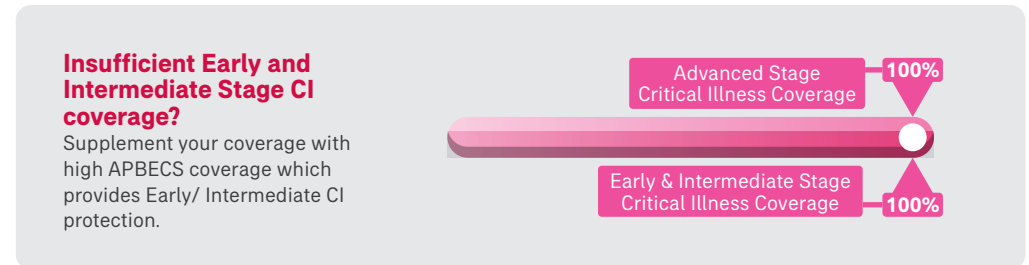 Insufficient Early and
Intermediate Stage CI
coverage?
Supplement your coverage with
high APBECS coverage which
provides Early/ Intermediate CI
protection.
Advanced Stage
Critical Illness Coverage
100%
Early & Intermediate Stage
Critical Illness Coverage
100%